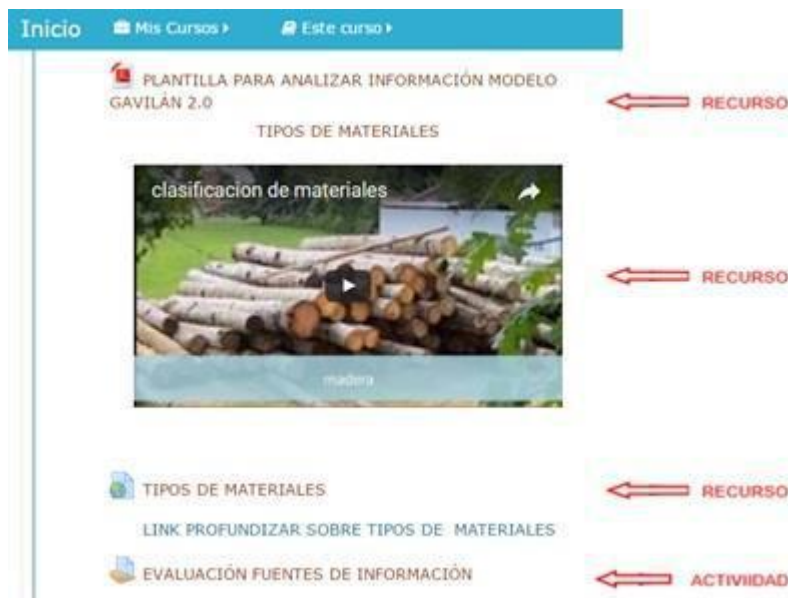 Inicio Mis Cursos Este curso
PLANTILLA PARA ANALIZAR INFORMACIÓN MODELO
GAVILÁN 2.0
RECURSO
TIPOS DE MATERIALES
clasificacion de materiales
RECURSO
madera
TIPOS DE MATERIALES
RECURSO
LINK PROFUNDIZAR SOBRE TIPOS DE MATERIALES
EVALUACIÓN FUENTES DE INFORMACIÓN
ACTIVIIDAD